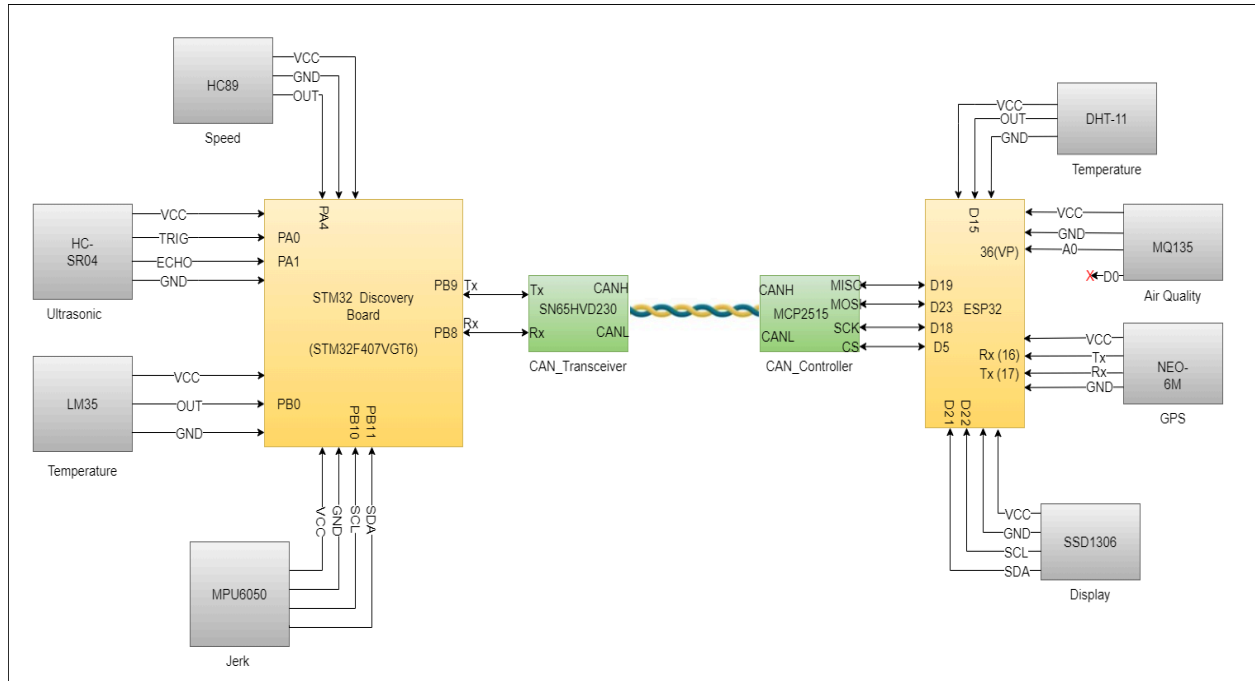 HC89
VCC
GND
OUT
Speed
HC-
SR04
VCC
TRIG
ECHO
GND
Ultrasonic
LM35
VCC
OUT
GND
Temperature
MPU6050
VCC
GND
SCL
SDA
Jerk
PA4
PA0
PA1
STM32 Discovery
Board
(STM32F407VGT6)
PB0
PB10
PB11
PB9
PB8
Tx
Rx
Tx
Rx
CANH
SN65HVD230
CANL
CAN_Transceiver
CANH
MCP2515
CANL
MISO
MOS
SCK
CS
CAN_Controller
D19
D23
D18
D5
ESP32
D15
36(VP)
Rx (16)
Tx (17)
D21
D22
VCC
OUT
GND
DHT-11
Temperature
VCC
GND
A0
X
D0
MQ135
Air Quality
VCC
Tx
Rx
GND
NEO-
6M
GPS
VCC
GND
SCL
SDA
SSD1306
Display